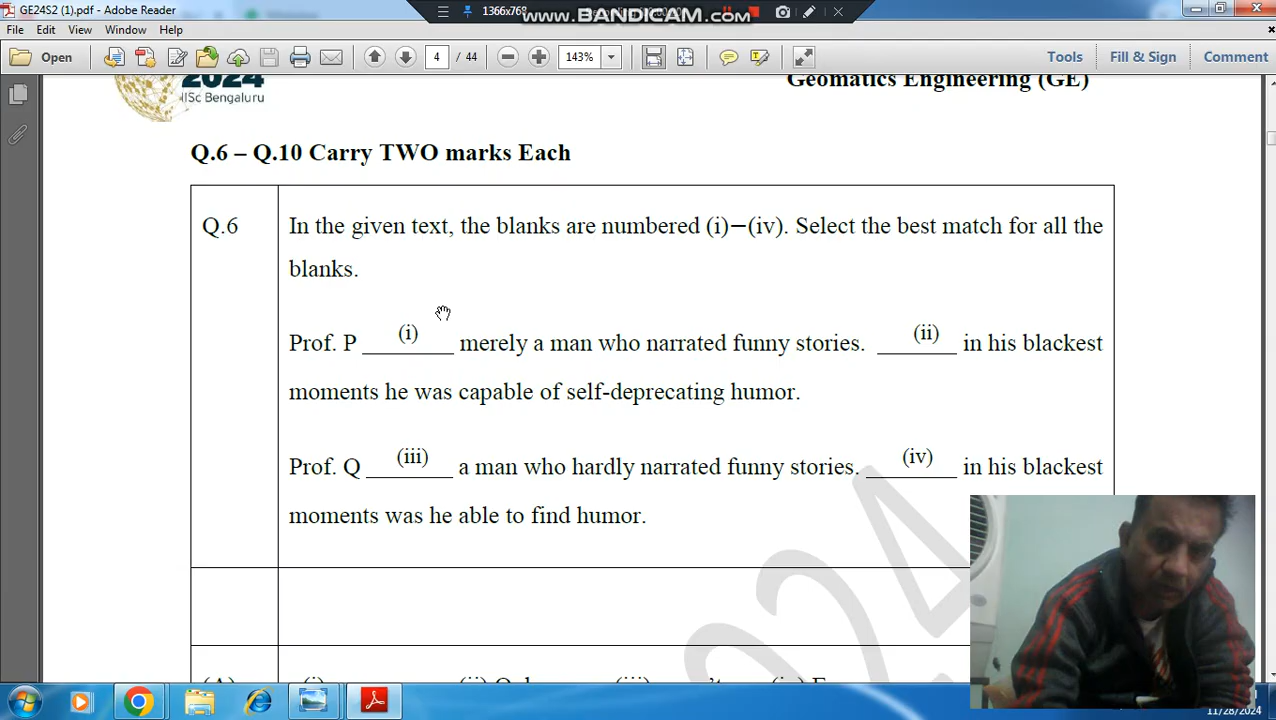 GE24S2 (1).pdf - Adobe Reader
1366x768
www.BANDICAM.com
File Edit View Window Help
Open
4 / 44
143%
Tools
Fill & Sign
Comment
2024
IISc Bengaluru
Geomatics Engineering (GE)
Q.6 – Q.10 Carry TWO marks Each
Q.6
In the given text, the blanks are numbered (i)−(iv). Select the best match for all the
blanks.
Prof. P (i) merely a man who narrated funny stories. (ii) in his blackest
moments he was capable of self-deprecating humor.
Prof. Q (iii) a man who hardly narrated funny stories. (iv) in his blackest
moments was he able to find humor.
2024
11/28/2024